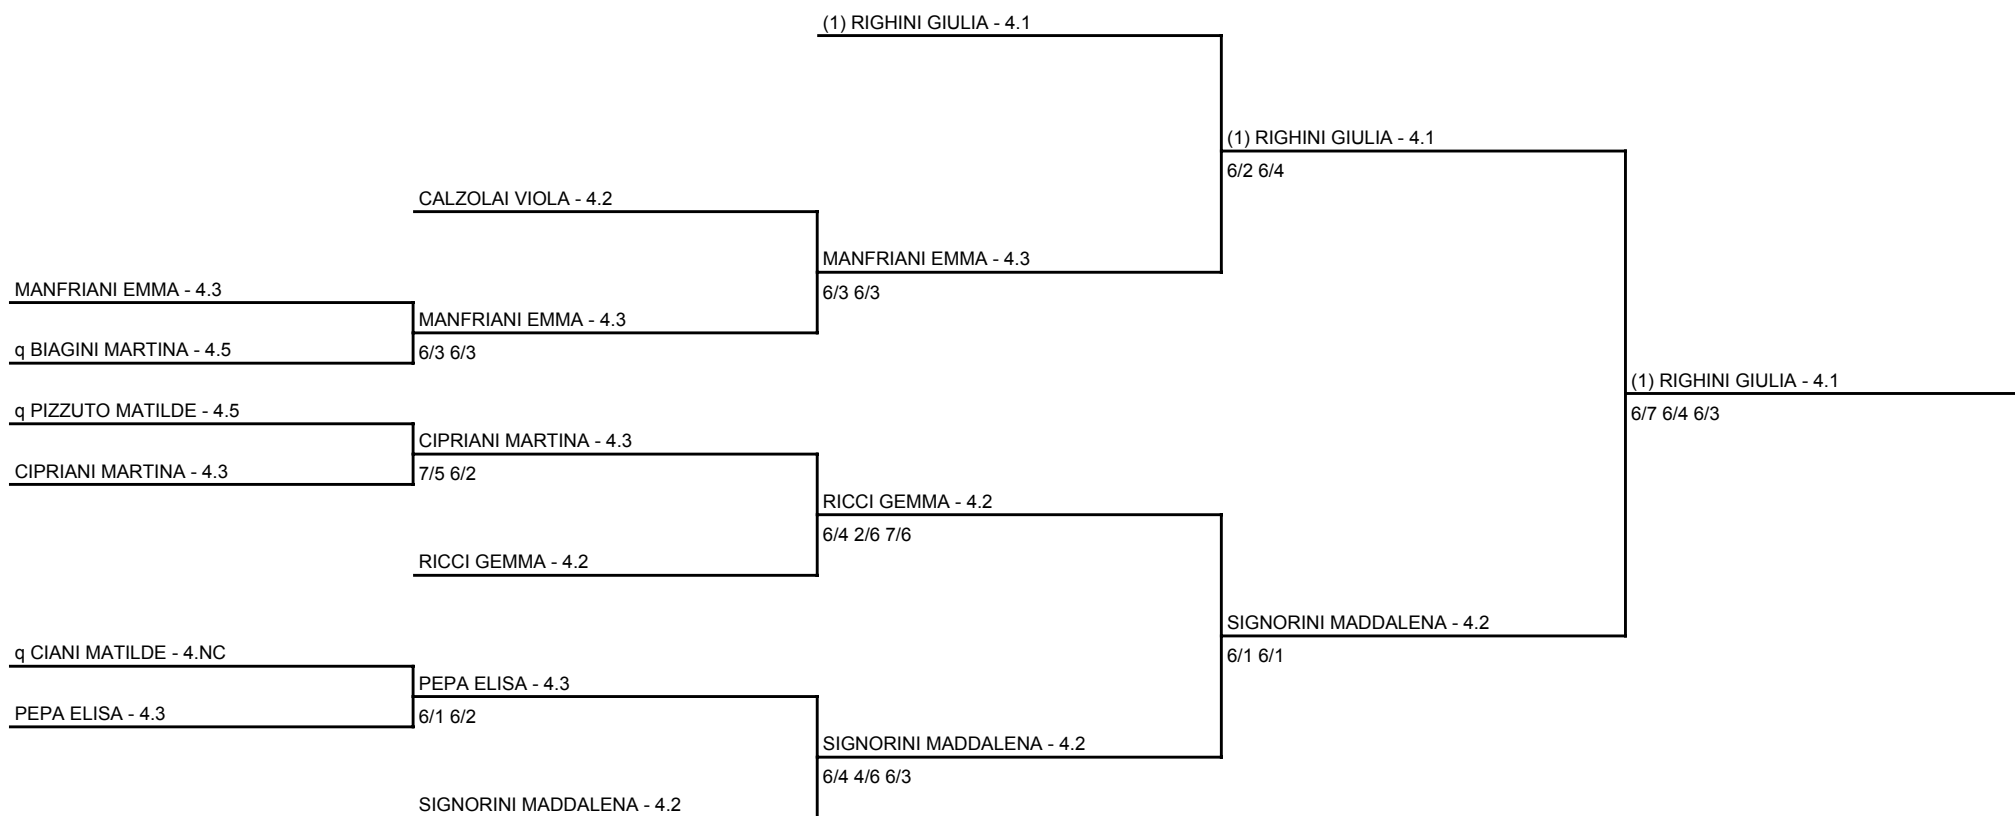 (1) RIGHINI GIULIA - 4.1
(1) RIGHINI GIULIA - 4.1
6/2 6/4
CALZOLAI VIOLA - 4.2
MANFRIANI EMMA - 4.3
6/3 6/3
MANFRIANI EMMA - 4.3
MANFRIANI EMMA - 4.3
6/3 6/3
q BIAGINI MARTINA - 4.5
(1) RIGHINI GIULIA - 4.1
6/7 6/4 6/3
q PIZZUTO MATILDE - 4.5
CIPRIANI MARTINA - 4.3
7/5 6/2
CIPRIANI MARTINA - 4.3
RICCI GEMMA - 4.2
6/4 2/6 7/6
RICCI GEMMA - 4.2
SIGNORINI MADDALENA - 4.2
6/1 6/1
q CIANI MATILDE - 4.NC
PEPA ELISA - 4.3
6/1 6/2
PEPA ELISA - 4.3
SIGNORINI MADDALENA - 4.2
6/4 4/6 6/3
SIGNORINI MADDALENA - 4.2